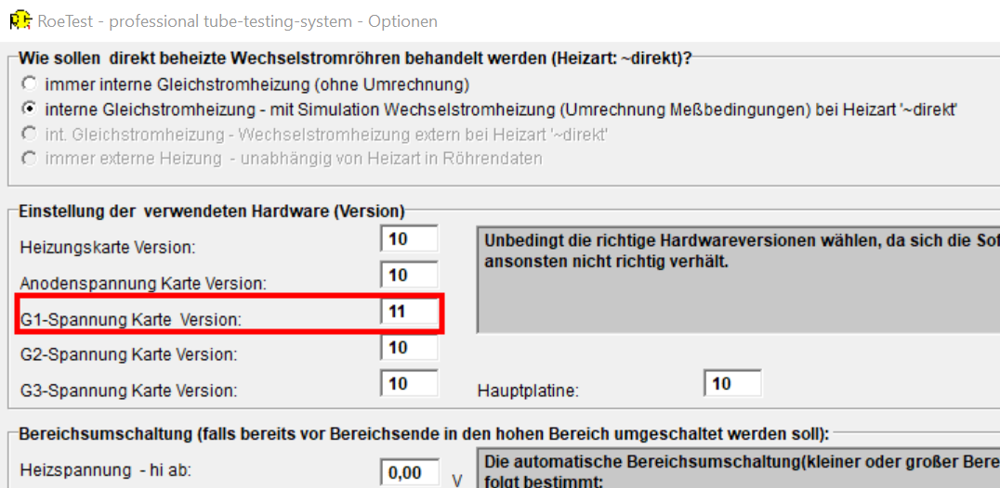 RoeTest - professional tube-testing-system - Optionen
Wie sollen direkt beheizte Wechselstromröhren behandelt werden (Heizart: ~direkt)?
immer interne Gleichstromheizung (ohne Umrechnung)
interne Gleichstromheizung - mit Simulation Wechselstromheizung (Umrechnung Meßbedingungen) bei Heizart '~direkt'
int. Gleichstromheizung - Wechselstromheizung extern bei Heizart '~direkt'
immer externe Heizung - unabhängig von Heizart in Röhrendaten
Einstellung der verwendeten Hardware (Version)
Heizungskarte Version: 10
Unbedingt die richtige Hardwareversionen wählen, da sich die Sof
ansonsten nicht richtig verhält.
Anodenspannung Karte Version: 10
G1-Spannung Karte Version: 11
G2-Spannung Karte Version: 10
G3-Spannung Karte Version: 10
Hauptplatine: 10
Bereichsumschaltung (falls bereits vor Bereichsende in den hohen Bereich umgeschaltet werden soll):
Heizspannung - hi ab: 0,00 V
Die automatische Bereichsumschaltung(kleiner oder großer Bere
folgt bestimmt: